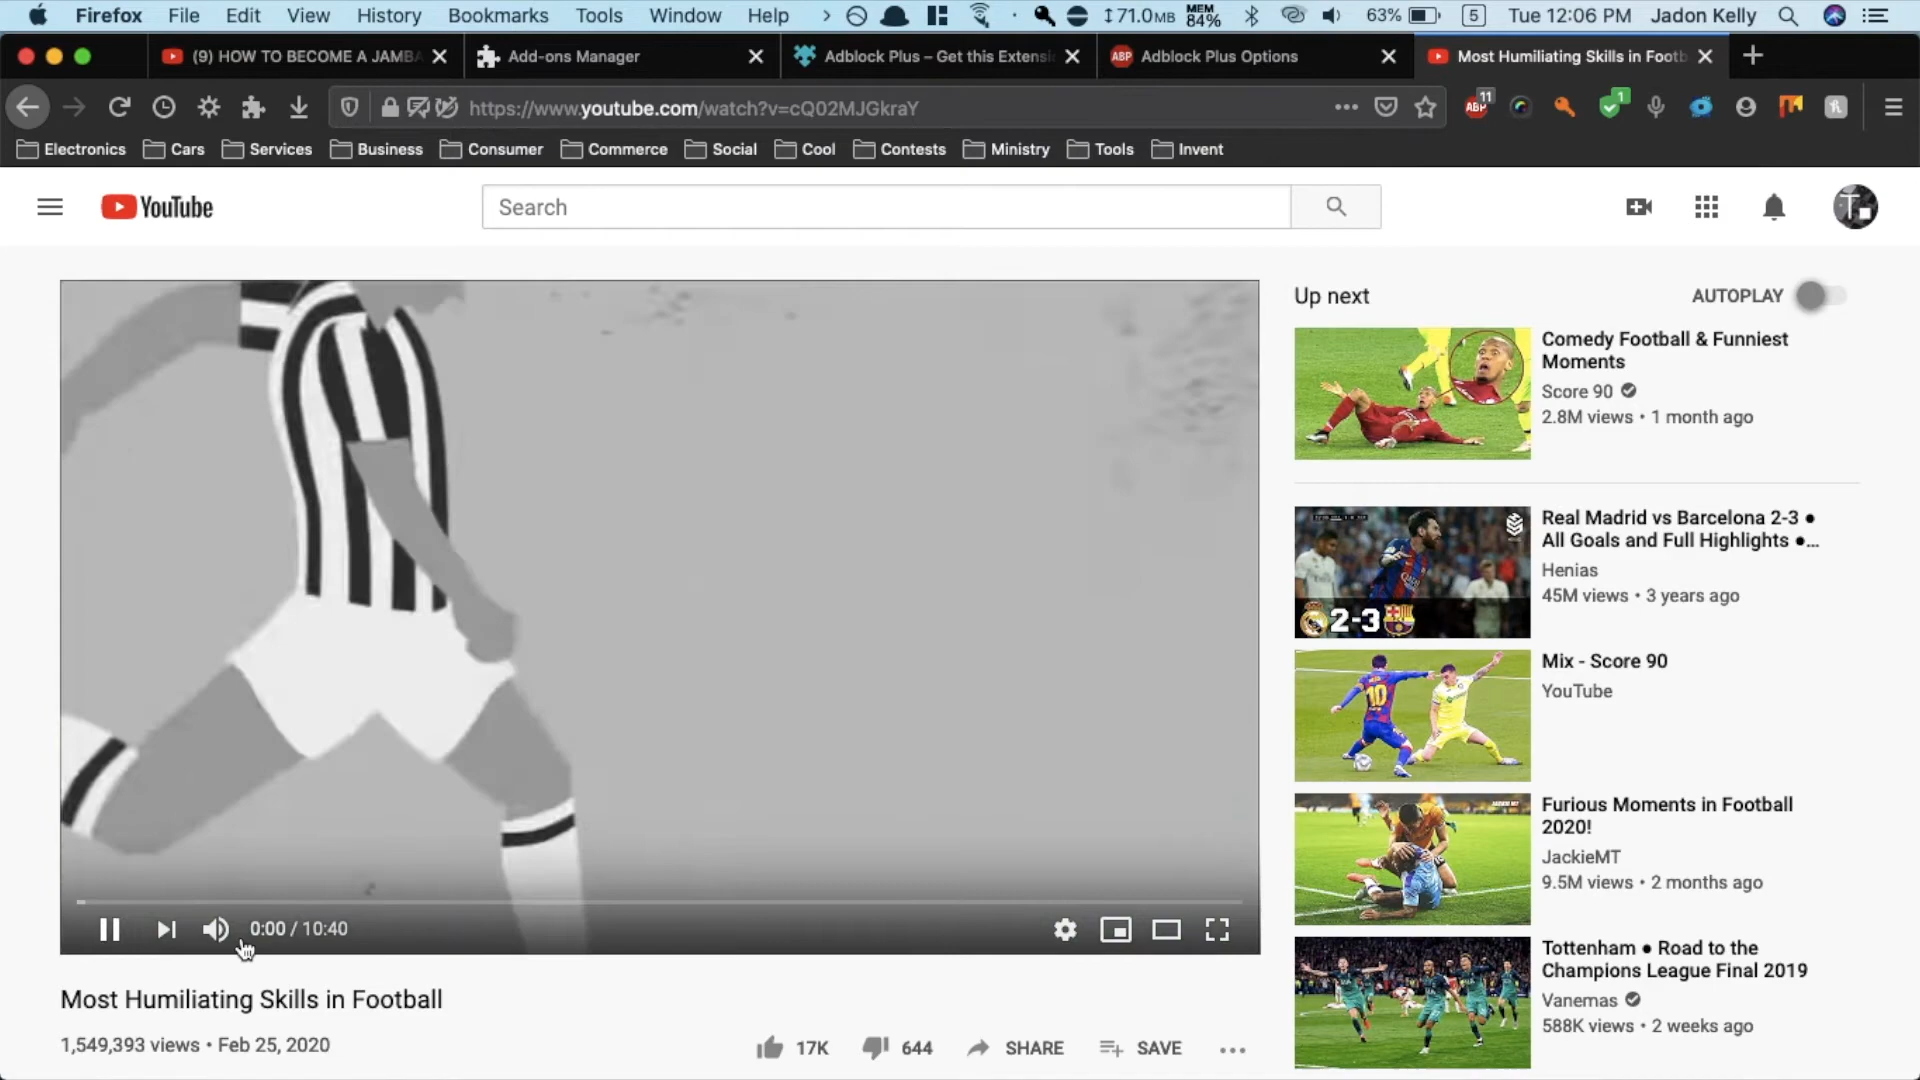 Firefox File Edit View History Bookmarks Tools Window Help 71.0MB MEM 84% 63% 5 Tue 12:06 PM Jadon Kelly
(9) HOW TO BECOME A JAMBA
Add-ons Manager
Adblock Plus – Get this Extensi
ABP Adblock Plus Options
Most Humiliating Skills in Footb
https://www.youtube.com/watch?v=cQ02MJGkraY
ABP 11 1
Electronics Cars Services Business Consumer Commerce Social Cool Contests Ministry Tools Invent
YouTube
Search
T
Up next
AUTOPLAY
Comedy Football & Funniest
Moments
Score 90
2.8M views • 1 month ago
Real Madrid vs Barcelona 2-3 ●
All Goals and Full Highlights ●...
Henias
45M views • 3 years ago
2-3
Mix - Score 90
YouTube
10
Furious Moments in Football
2020!
JackieMT
9.5M views • 2 months ago
Tottenham ● Road to the
Champions League Final 2019
Vanemas
588K views • 2 weeks ago
0:00 / 10:40
Most Humiliating Skills in Football
1,549,393 views • Feb 25, 2020
17K 644 SHARE SAVE